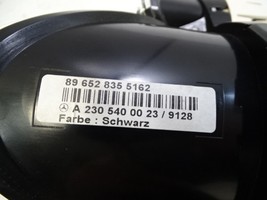 89 652 835 5162
A 230 540 00 23 / 9128
Farbe : Schwarz